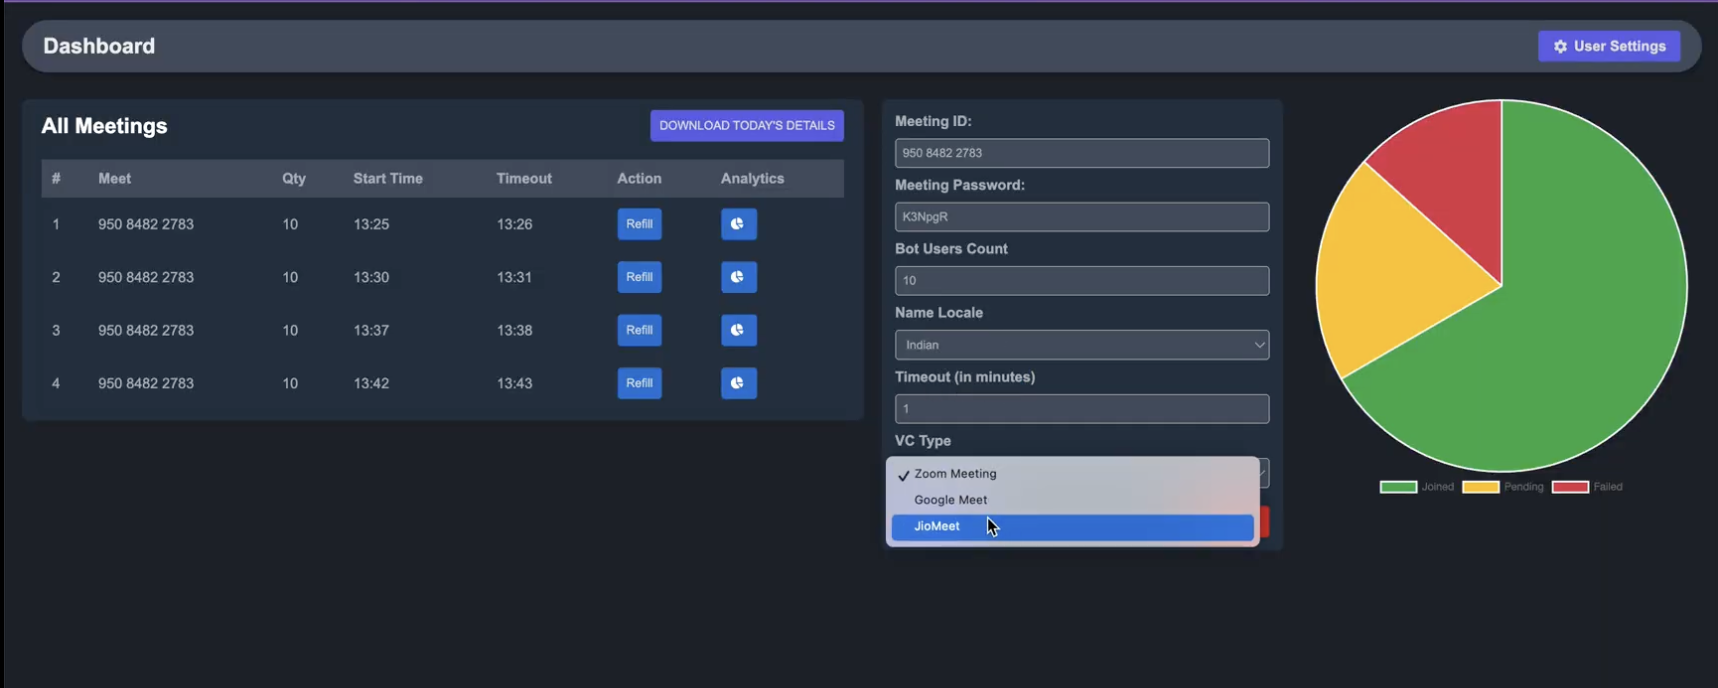 Dashboard
User Settings
All Meetings
DOWNLOAD TODAY'S DETAILS
# Meet Qty Start Time Timeout Action Analytics
1 950 8482 2783 10 13:25 13:26 Refill
2 950 8482 2783 10 13:30 13:31 Refill
3 950 8482 2783 10 13:37 13:38 Refill
4 950 8482 2783 10 13:42 13:43 Refill
Meeting ID:
950 8482 2783
Meeting Password:
K3NpgR
Bot Users Count
10
Name Locale
Indian
Timeout (in minutes)
1
VC Type
Zoom Meeting
Google Meet
JioMeet
Joined Pending Failed